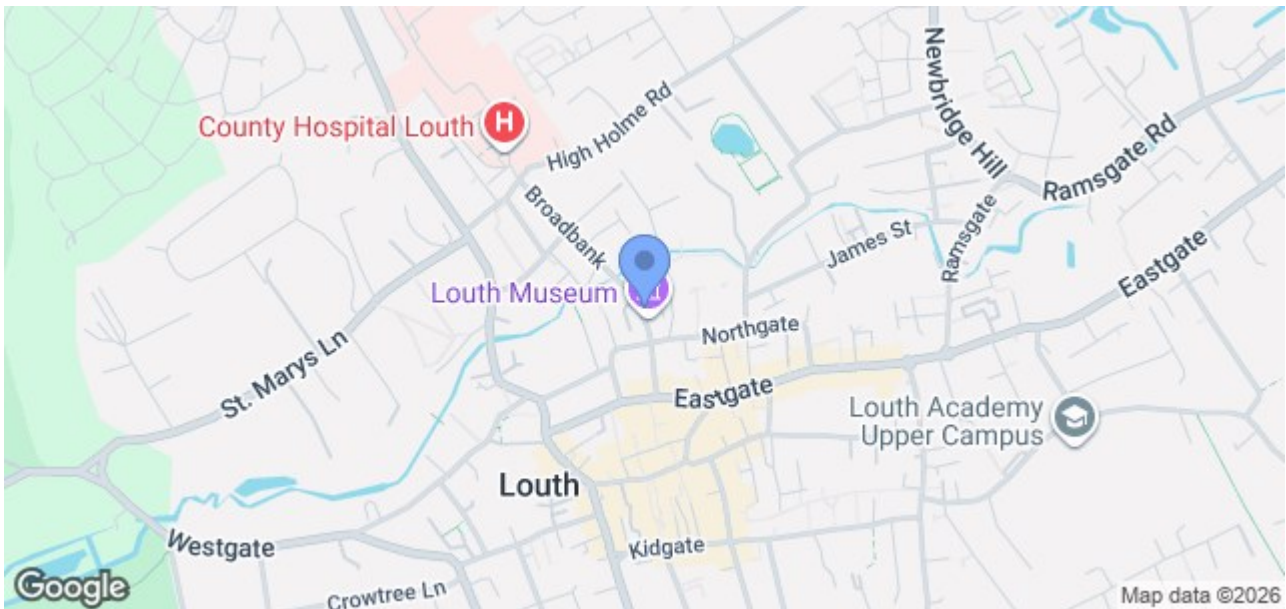 Newbridge Hill
County Hospital Louth
H
High Holme Rd
Ramsgate Rd
Broadbank
Ramsgate
James St
Eastgate
Louth Museum
Northgate
St. Marys Ln
Eastgate
Louth Academy
Upper Campus
Louth
Westgate
Kidgate
Crowtree Ln
Google
Map data ©2026